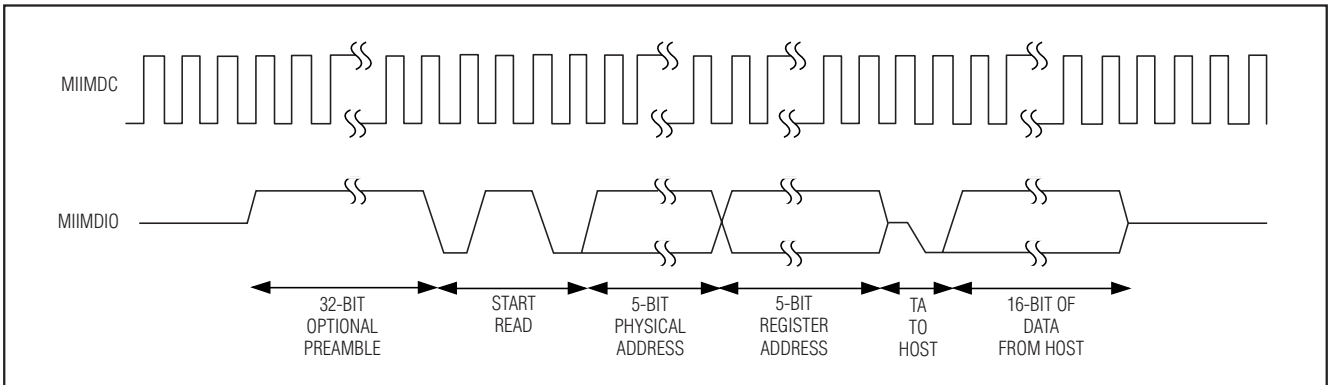 MIIMDC
MIIMDIO
32-BIT
OPTIONAL
PREAMBLE
START
READ
5-BIT
PHYSICAL
ADDRESS
5-BIT
REGISTER
ADDRESS
TA
TO
HOST
16-BIT OF
DATA
FROM HOST